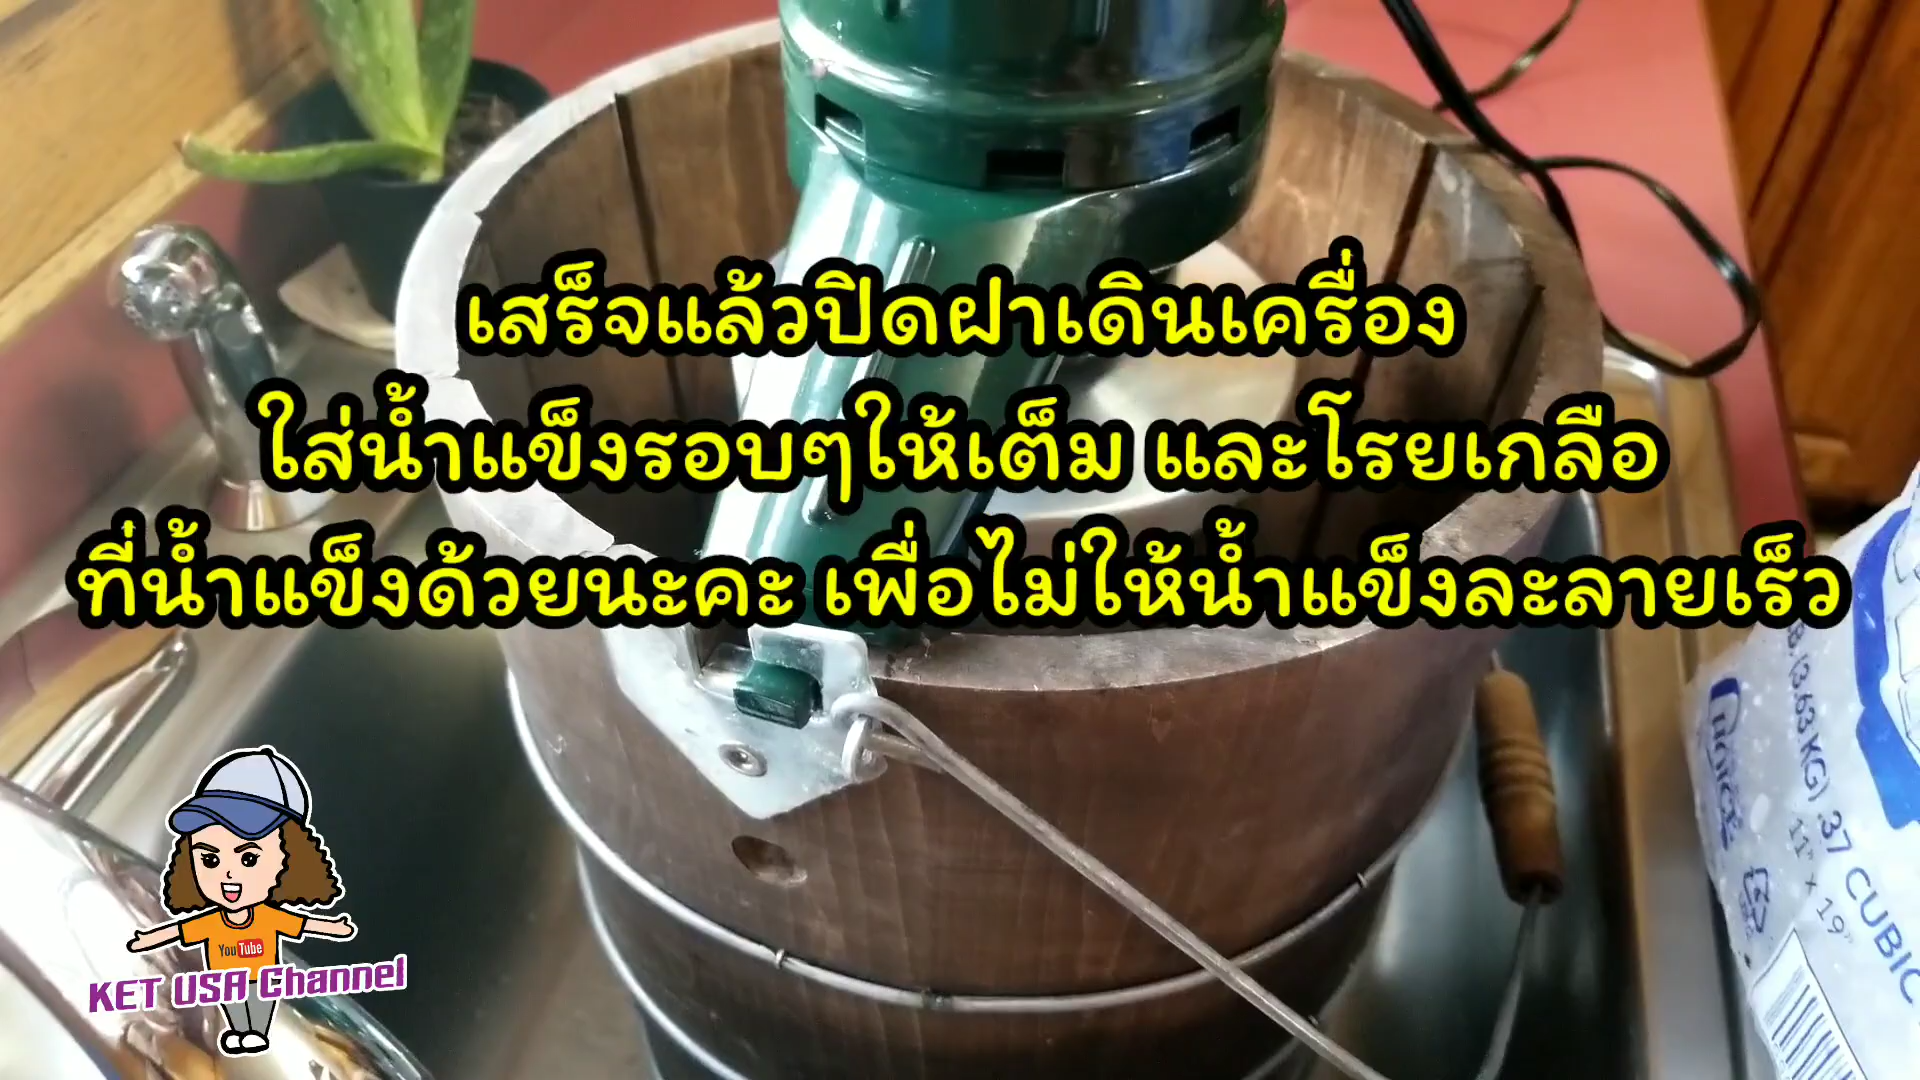 เสร็จแล้วปิดฝาเดินเครื่อง
ใส่น้ำแข็งรอบๆให้เต็ม และโรยเกลือ
ที่น้ำแข็งด้วยนะคะ เพื่อไม่ให้น้ำแข็งละลายเร็ว
(3.63 KG) .37 CUBIC
11" x 19"
YouTube
KET USA Channel